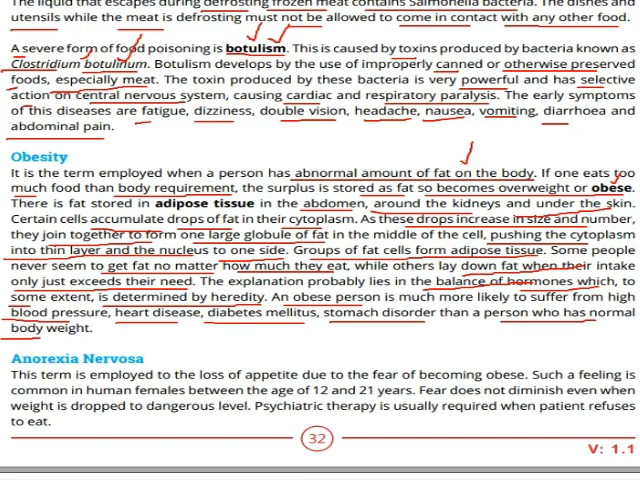 The liquid that escapes during defrosting frozen meat contains Salmonella bacteria. The dishes and
utensils while the meat is defrosting must not be allowed to come in contact with any other food.
A severe form of food poisoning is botulism. This is caused by toxins produced by bacteria known as
Clostridium botulinum. Botulism develops by the use of improperly canned or otherwise preserved
foods, especially meat. The toxin produced by these bacteria is very powerful and has selective
action on central nervous system, causing cardiac and respiratory paralysis. The early symptoms
of this diseases are fatigue, dizziness, double vision, headache, nausea, vomiting, diarrhoea and
abdominal pain.
Obesity
It is the term employed when a person has abnormal amount of fat on the body. If one eats too
much food than body requirement, the surplus is stored as fat so becomes overweight or obese.
There is fat stored in adipose tissue in the abdomen, around the kidneys and under the skin.
Certain cells accumulate drops of fat in their cytoplasm. As these drops increase in size and number,
they join together to form one large globule of fat in the middle of the cell, pushing the cytoplasm
into thin layer and the nucleus to one side. Groups of fat cells form adipose tissue. Some people
never seem to get fat no matter how much they eat, while others lay down fat when their intake
only just exceeds their need. The explanation probably lies in the balance of hormones which, to
some extent, is determined by heredity. An obese person is much more likely to suffer from high
blood pressure, heart disease, diabetes mellitus, stomach disorder than a person who has normal
body weight.
Anorexia Nervosa
This term is employed to the loss of appetite due to the fear of becoming obese. Such a feeling is
common in human females between the age of 12 and 21 years. Fear does not diminish even when
weight is dropped to dangerous level. Psychiatric therapy is usually required when patient refuses
to eat.
32
V: 1.1